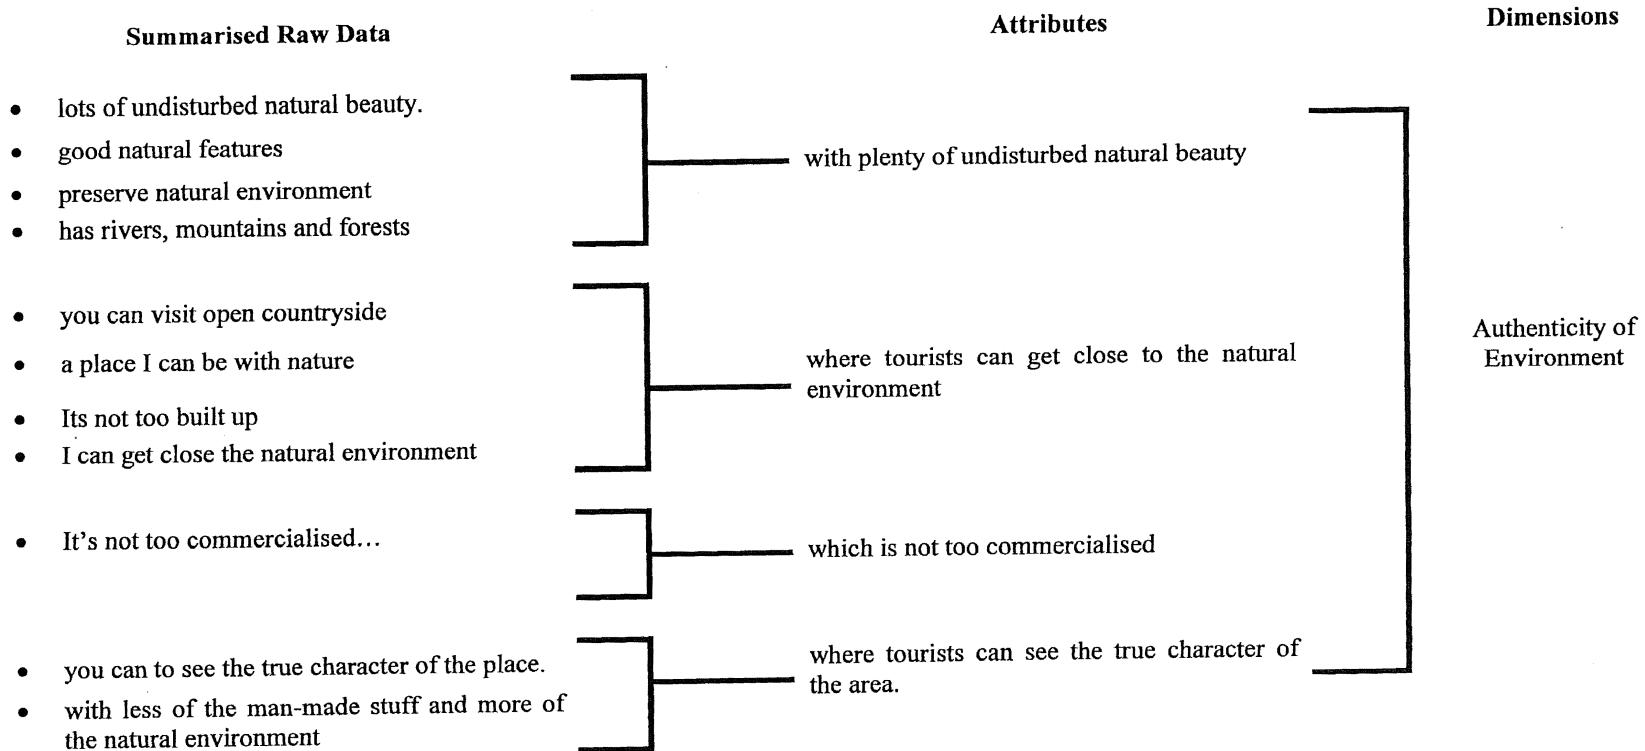 Summarised Raw Data
Attributes
Dimensions
• lots of undisturbed natural beauty.
• good natural features
• preserve natural environment
• has rivers, mountains and forests
with plenty of undisturbed natural beauty
• you can visit open countryside
• a place I can be with nature
• Its not too built up
• I can get close the natural environment
where tourists can get close to the natural
environment
• It's not too commercialised...
which is not too commercialised
• you can to see the true character of the place.
• with less of the man-made stuff and more of
the natural environment
where tourists can see the true character of
the area.
Authenticity of
Environment